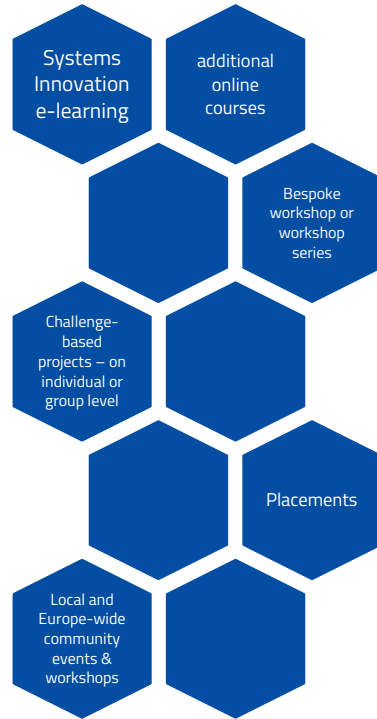 Systems
Innovation
e-learning
additional
online
courses
Bespoke
workshop or
workshop
series
Challenge-
based
projects – on
individual or
group level
Placements
Local and
Europe-wide
community
events &
workshops